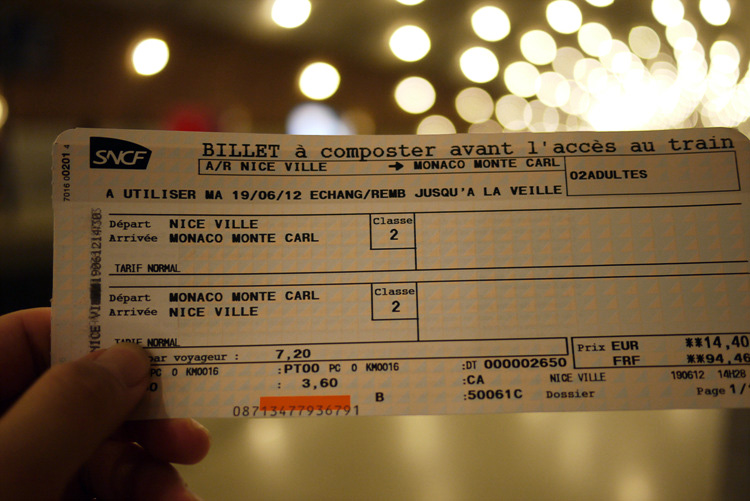 SNCF
BILLET à composter avant l'accès au train
A/R NICE VILLE → MONACO MONTE CARL
02ADULTES
A UTILISER MA 19/06/12 ECHANG/REMB JUSQU'A LA VEILLE
Départ NICE VILLE
Arrivée MONACO MONTE CARL
Classe
2
TARIF NORMAL
Départ MONACO MONTE CARL
Arrivée NICE VILLE
Classe
2
NORMAL
par voyageur : 7,20
Prix EUR **14,40
FRF **94,46
PC 0 KM0016 :PT00 PC 0 KM0016 :DT 000002650
: 3,60 :CA NICE VILLE 190612 14H28
B :50061C Dossier Page 1/
08713477936791